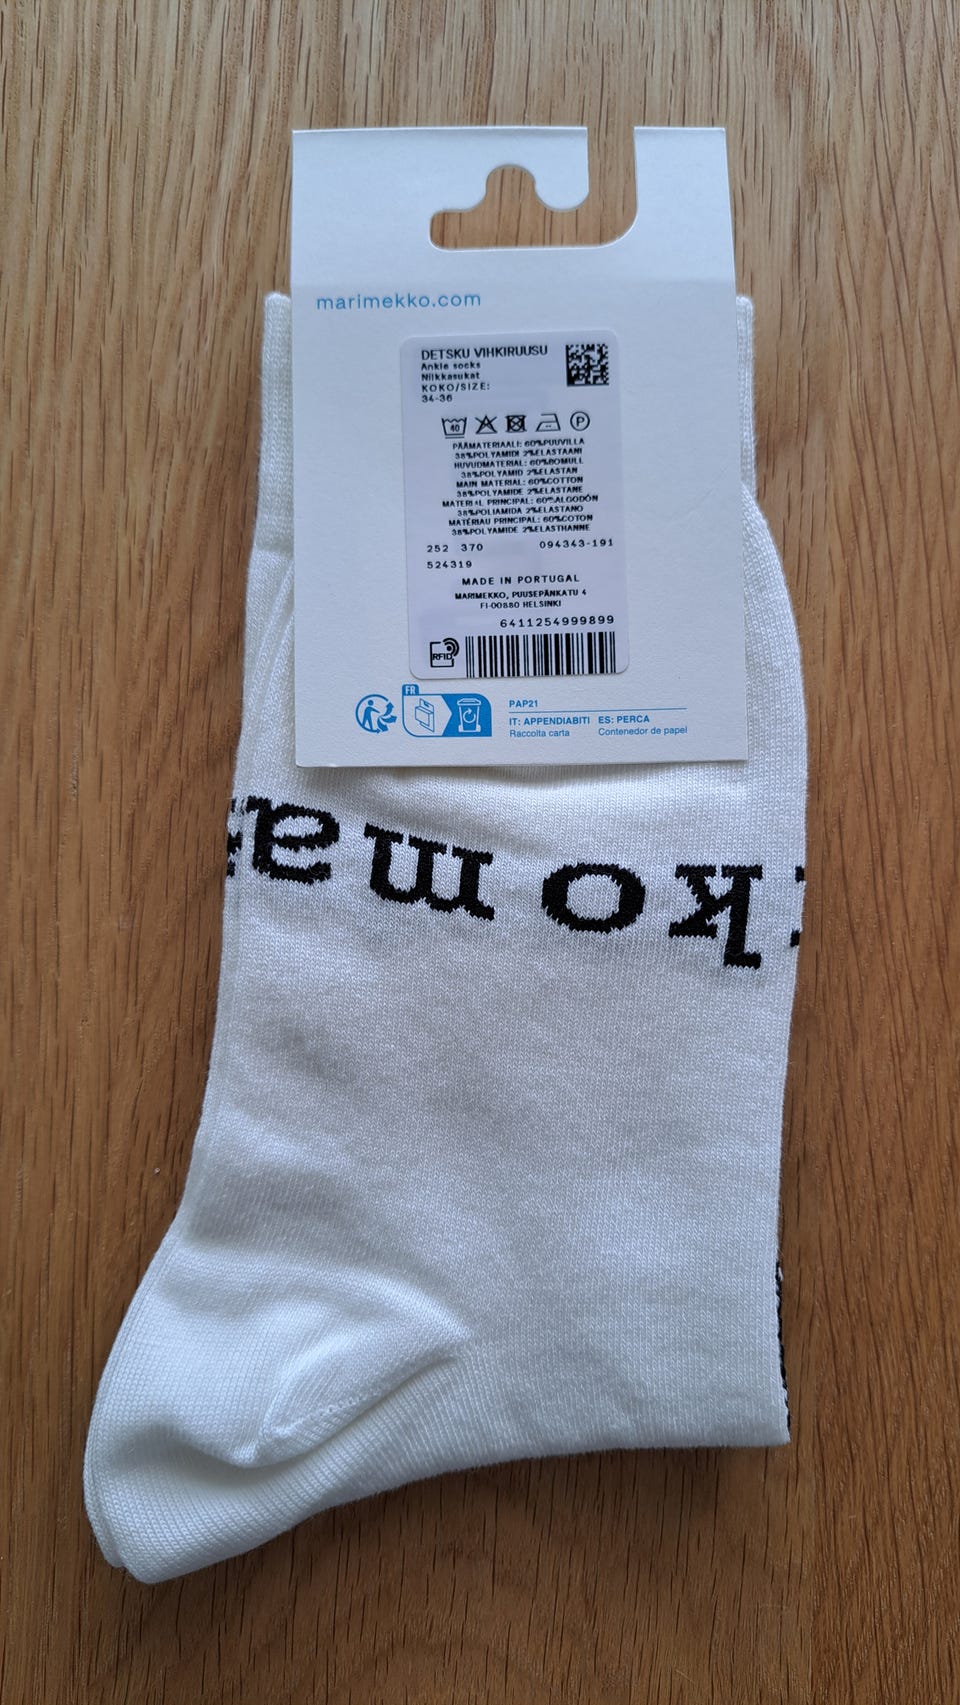 marimekko.com
DETSKU VIHKIRUUSU
Ankle socks
Nilkkasukat
KOKO/SIZE:
34-36
40
P
PÄÄMATERIAALI: 60%PUUVILLA
38%POLYAMIDI 2%ELASTAANI
HUVUDMATERIAL: 60%BOMULL
38%POLYAMID 2%ELASTAN
MAIN MATERIAL: 60%COTTON
38%POLYAMIDE 2%ELASTANE
MATERIAL PRINCIPAL: 60%ALGODÓN
38%POLIAMIDA 2%ELASTANO
MATÉRIAU PRINCIPAL: 60%COTON
38%POLYAMIDE 2%ELASTHANNE
252 370 094343-191
524319
MADE IN PORTUGAL
MARIMEKKO, PUUSEPÄNKATU 4
FI-00880 HELSINKI
6411254999899
RFID
FR
PAP21
IT: APPENDIABITI ES: PERCA
Raccolta carta Contenedor de papel
ko ma